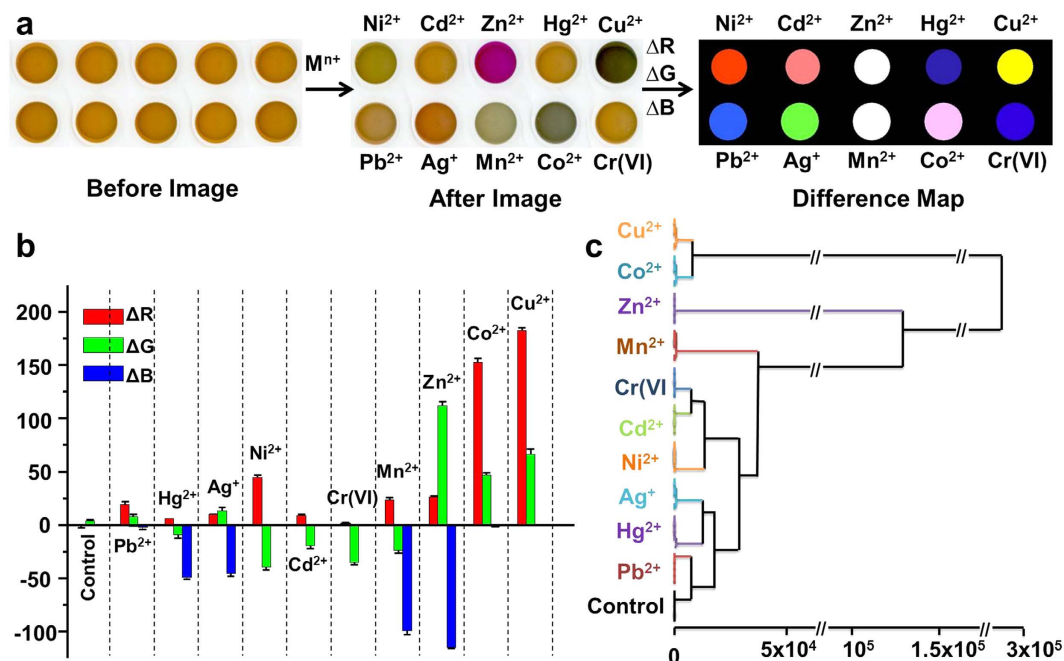 a
Ni²⁺ Cd²⁺ Zn²⁺ Hg²⁺ Cu²⁺
Mⁿ⁺
ΔR
ΔG
ΔB
Pb²⁺ Ag⁺ Mn²⁺ Co²⁺ Cr(VI)
Ni²⁺ Cd²⁺ Zn²⁺ Hg²⁺ Cu²⁺
Pb²⁺ Ag⁺ Mn²⁺ Co²⁺ Cr(VI)
Before Image
After Image
Difference Map
b
200
150
100
50
0
-50
-100
ΔR
ΔG
ΔB
Control
Pb²⁺
Hg²⁺
Ag⁺
Ni²⁺
Cd²⁺
Cr(VI)
Mn²⁺
Zn²⁺
Co²⁺
Cu²⁺
c
Cu²⁺
Co²⁺
Zn²⁺
Mn²⁺
Cr(VI
Cd²⁺
Ni²⁺
Ag⁺
Hg²⁺
Pb²⁺
Control
0 5x10⁴ 10⁵ 1.5x10⁵ 3x10⁵